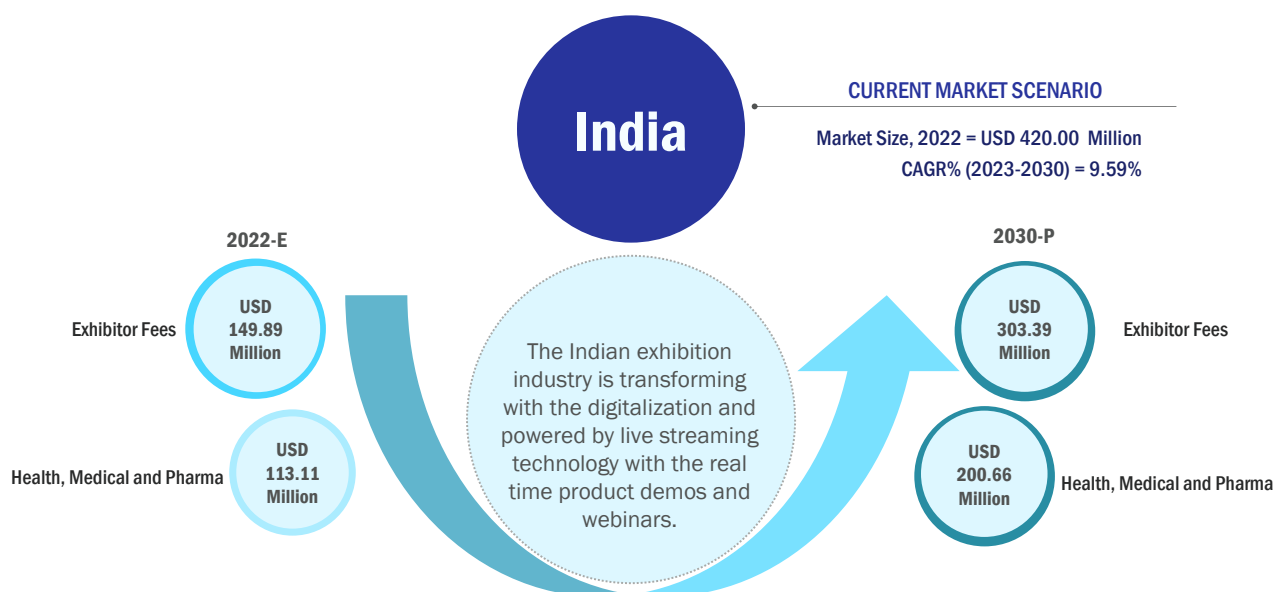 India
CURRENT MARKET SCENARIO
Market Size, 2022 = USD 420.00 Million
CAGR% (2023-2030) = 9.59%
2022-E
USD
149.89
Million
Exhibitor Fees
USD
113.11
Million
Health, Medical and Pharma
The Indian exhibition
industry is transforming
with the digitalization and
powered by live streaming
technology with the real
time product demos and
webinars.
2030-P
USD
303.39
Million
Exhibitor Fees
USD
200.66
Million
Health, Medical and Pharma